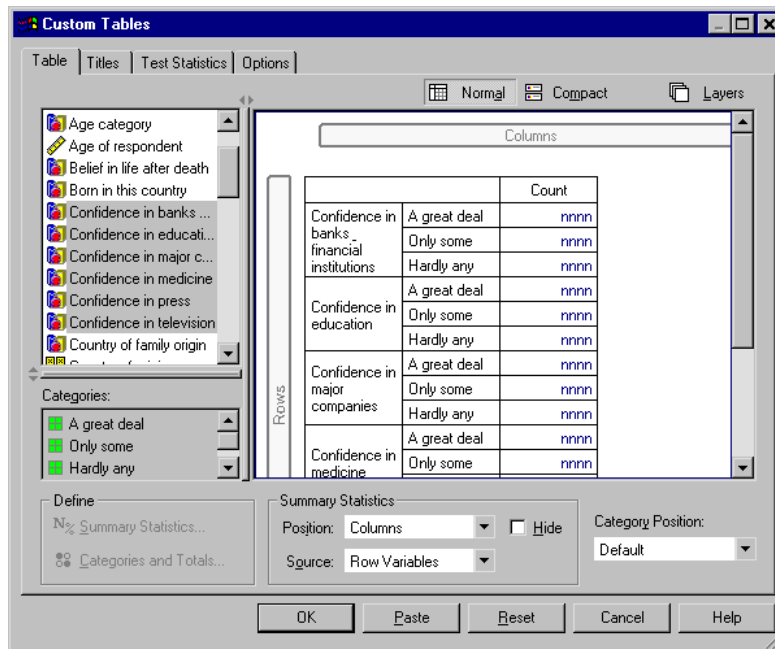 Custom Tables
Table Titles Test Statistics Options
Normal Compact Layers
Age category
Age of respondent
Belief in life after death
Born in this country
Confidence in banks ...
Confidence in educati...
Confidence in major c...
Confidence in medicine
Confidence in press
Confidence in television
Country of family origin
Categories:
A great deal
Only some
Hardly any
Columns
Rows
Count
Confidence in banks_ financial institutions
A great deal nnnn
Only some nnnn
Hardly any nnnn
Confidence in education
A great deal nnnn
Only some nnnn
Hardly any nnnn
Confidence in major companies
A great deal nnnn
Only some nnnn
Hardly any nnnn
Confidence in medicine
A great deal nnnn
Only some nnnn
Define
N% Summary Statistics...
Categories and Totals...
Summary Statistics
Position: Columns Hide
Source: Row Variables
Category Position:
Default
OK Paste Reset Cancel Help